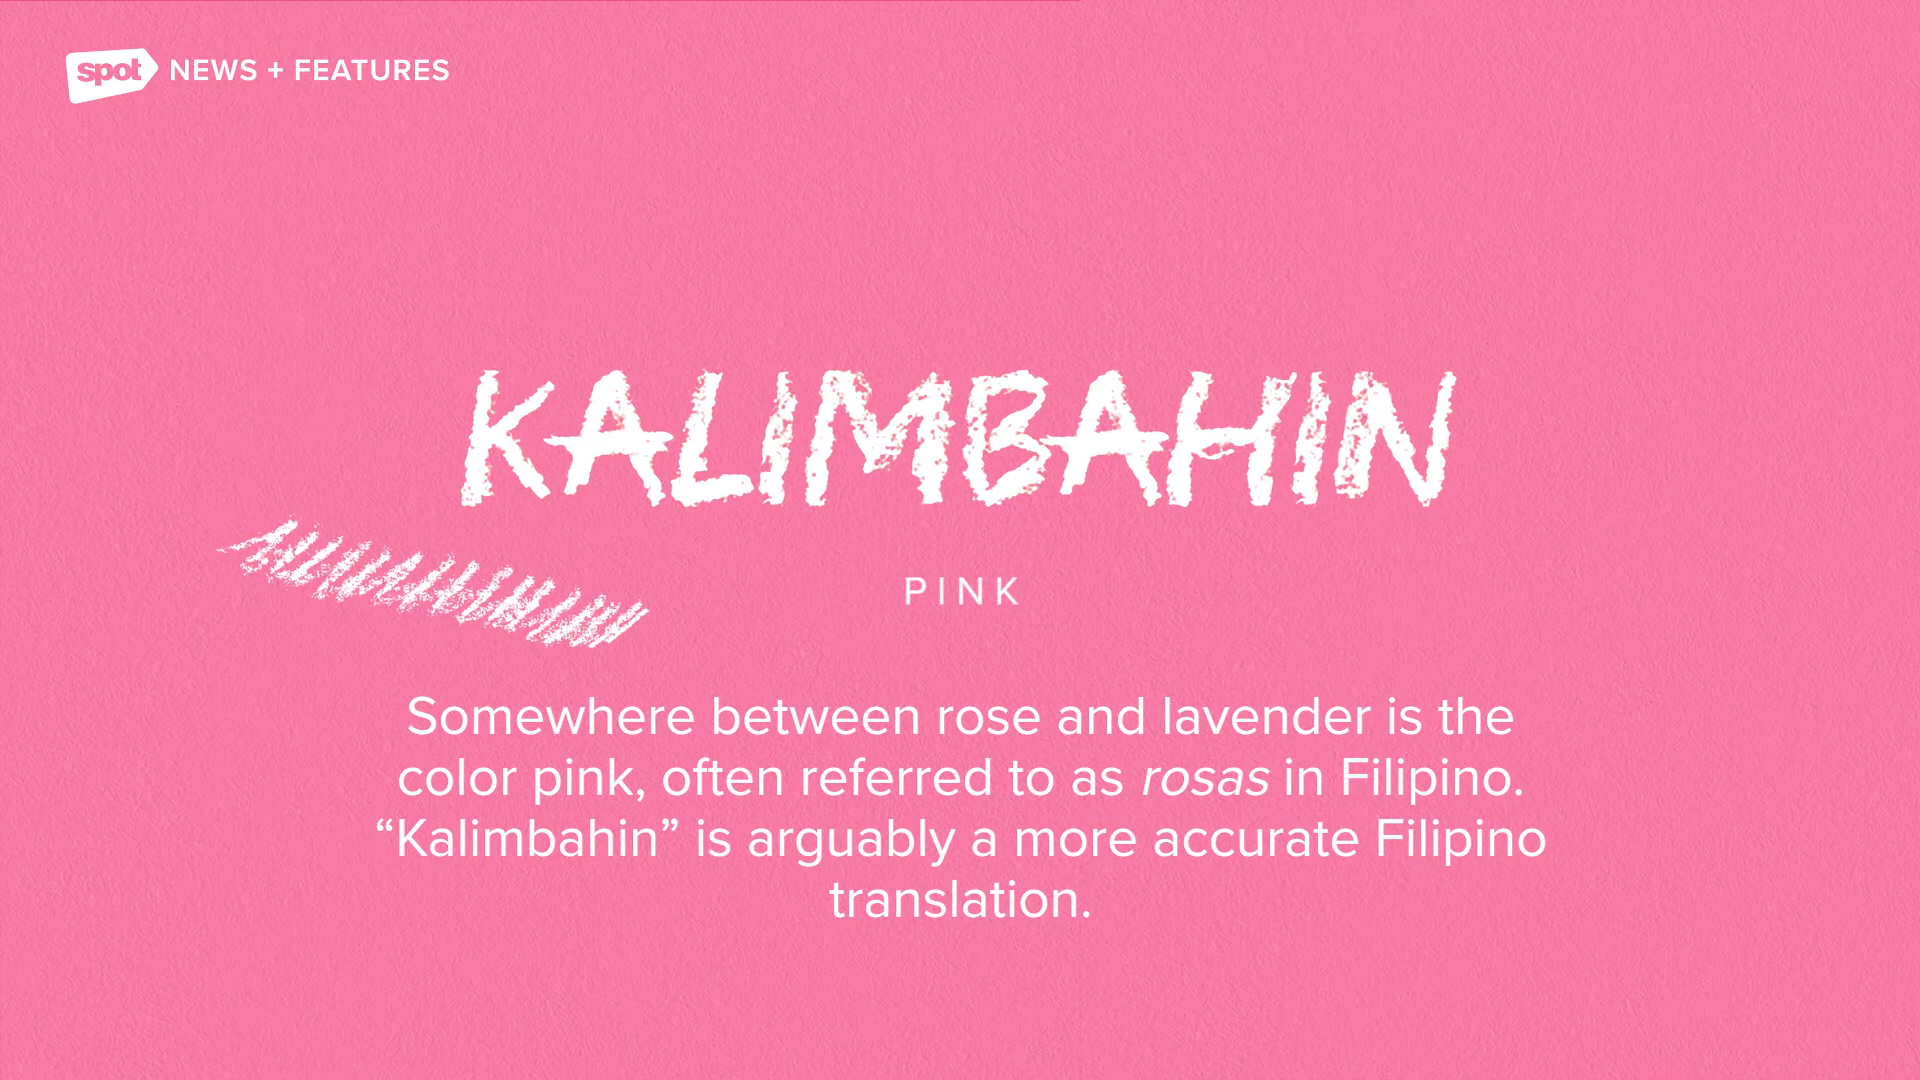 spot NEWS + FEATURES
KALIMBAHIN
PINK
Somewhere between rose and lavender is the
color pink, often referred to as rosas in Filipino.
“Kalimbahin” is arguably a more accurate Filipino
translation.